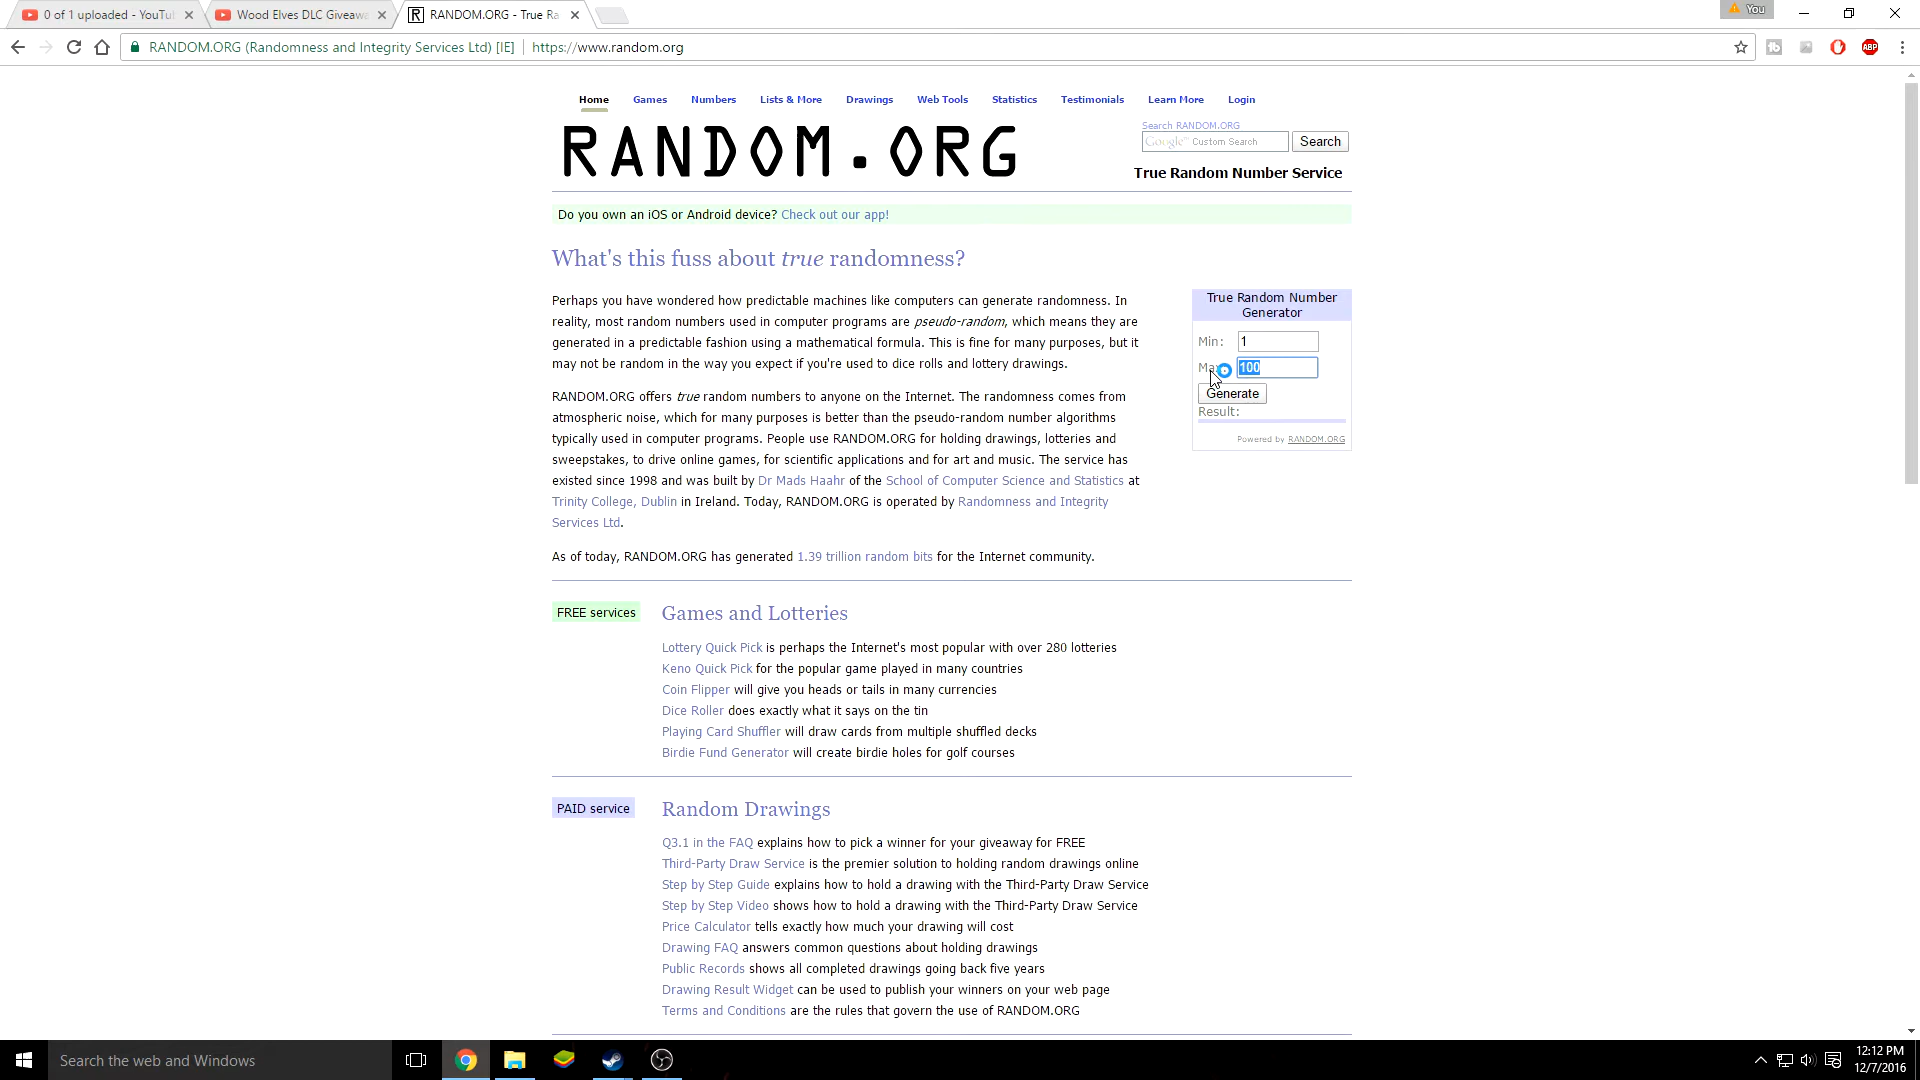 0 of 1 uploaded - YouTu
Wood Elves DLC Giveaw
RANDOM.ORG - True Ra
You
RANDOM.ORG (Randomness and Integrity Services Ltd) [IE]
https://www.random.org
ABP
Home Games Numbers Lists & More Drawings Web Tools Statistics Testimonials Learn More Login
RANDOM.ORG
Search RANDOM.ORG
Google™ Custom Search
Search
True Random Number Service
Do you own an iOS or Android device? Check out our app!
What's this fuss about true randomness?
Perhaps you have wondered how predictable machines like computers can generate randomness. In
reality, most random numbers used in computer programs are pseudo-random, which means they are
generated in a predictable fashion using a mathematical formula. This is fine for many purposes, but it
may not be random in the way you expect if you're used to dice rolls and lottery drawings.
RANDOM.ORG offers true random numbers to anyone on the Internet. The randomness comes from
atmospheric noise, which for many purposes is better than the pseudo-random number algorithms
typically used in computer programs. People use RANDOM.ORG for holding drawings, lotteries and
sweepstakes, to drive online games, for scientific applications and for art and music. The service has
existed since 1998 and was built by Dr Mads Haahr of the School of Computer Science and Statistics at
Trinity College, Dublin in Ireland. Today, RANDOM.ORG is operated by Randomness and Integrity
Services Ltd.
As of today, RANDOM.ORG has generated 1.39 trillion random bits for the Internet community.
True Random Number
Generator
Min: 1
Max: 100
Generate
Result:
Powered by RANDOM.ORG
FREE services
Games and Lotteries
Lottery Quick Pick is perhaps the Internet's most popular with over 280 lotteries
Keno Quick Pick for the popular game played in many countries
Coin Flipper will give you heads or tails in many currencies
Dice Roller does exactly what it says on the tin
Playing Card Shuffler will draw cards from multiple shuffled decks
Birdie Fund Generator will create birdie holes for golf courses
PAID service
Random Drawings
Q3.1 in the FAQ explains how to pick a winner for your giveaway for FREE
Third-Party Draw Service is the premier solution to holding random drawings online
Step by Step Guide explains how to hold a drawing with the Third-Party Draw Service
Step by Step Video shows how to hold a drawing with the Third-Party Draw Service
Price Calculator tells exactly how much your drawing will cost
Drawing FAQ answers common questions about holding drawings
Public Records shows all completed drawings going back five years
Drawing Result Widget can be used to publish your winners on your web page
Terms and Conditions are the rules that govern the use of RANDOM.ORG
Search the web and Windows
12:12 PM
12/7/2016